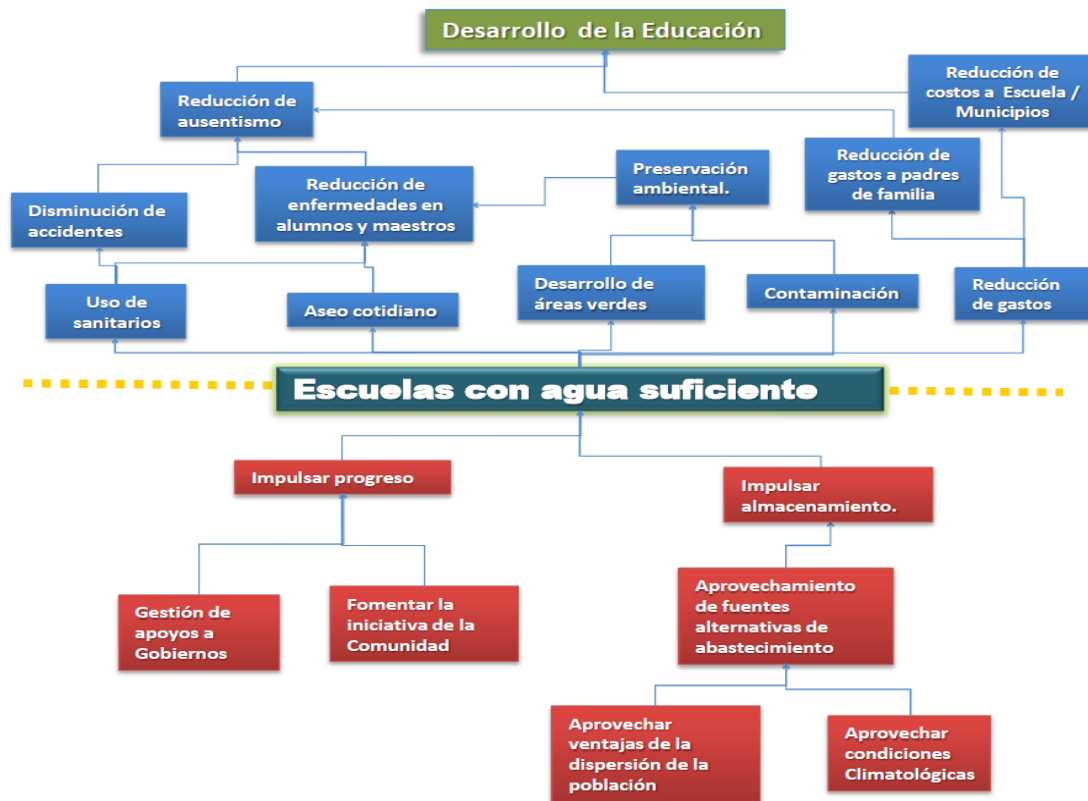 Desarrollo  de la Educación
Reducción de
costos a  Escuela /
Municipios
Reducción de
ausentismo
Reducción de
enfermedades en
alumnos y maestros
Preservación
ambiental.
Reducción de
gastos a padres
de familia
Disminución de
accidentes
Uso de
sanitarios
Aseo cotidiano
Desarrollo de
áreas verdes
Contaminación
Reducción
de gastos
Escuelas con agua suficiente
Impulsar progreso
Impulsar
almacenamiento.
Gestión de
apoyos a
Gobiernos
Fomentar la
iniciativa de la
Comunidad
Aprovechamiento
de fuentes
alternativas de
abastecimiento
Aprovechar
ventajas de la
dispersión de la
población
Aprovechar
condiciones
Climatológicas